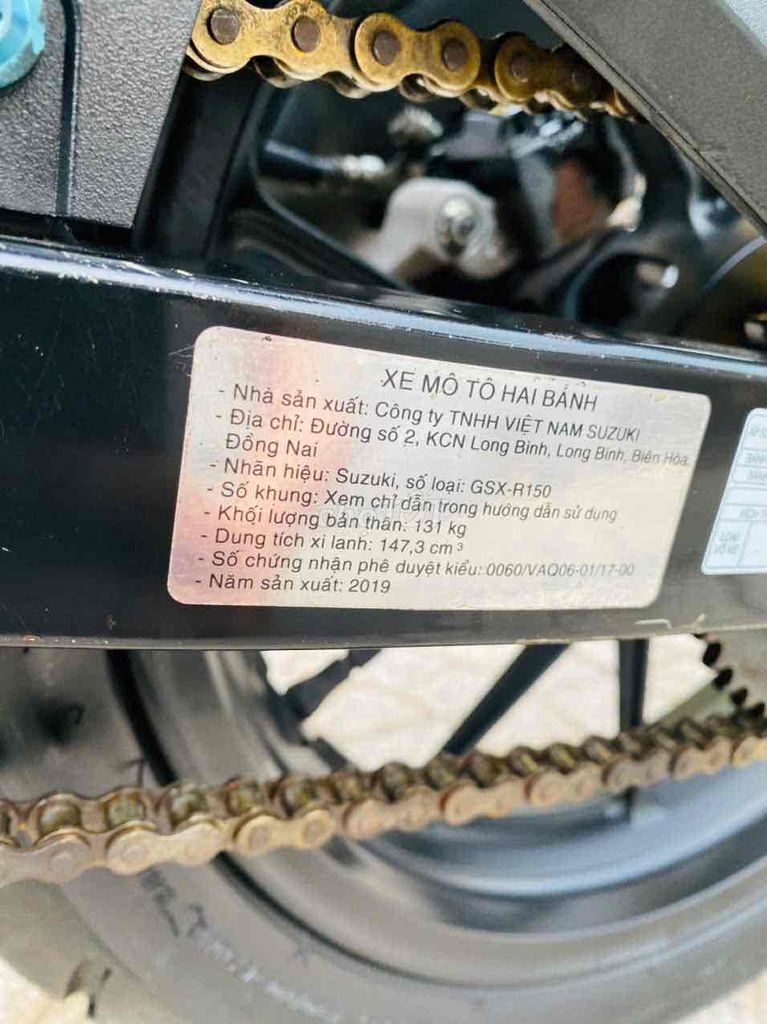 XE MÔ TÔ HAI BÁNH
- Nhà sản xuất: Công ty TNHH VIỆT NAM SUZUKI
- Địa chỉ: Đường số 2, KCN Long Bình, Long Bình, Biên Hòa,
Đồng Nai
- Nhãn hiệu: Suzuki, số loại: GSX-R150
- Số khung: Xem chỉ dẫn trong hướng dẫn sử dụng
- Khối lượng bản thân: 131 kg
- Dung tích xi lanh: 147,3 cm³
- Số chứng nhận phê duyệt kiểu: 0060/VAQ06-01/17-00
- Năm sản xuất: 2019